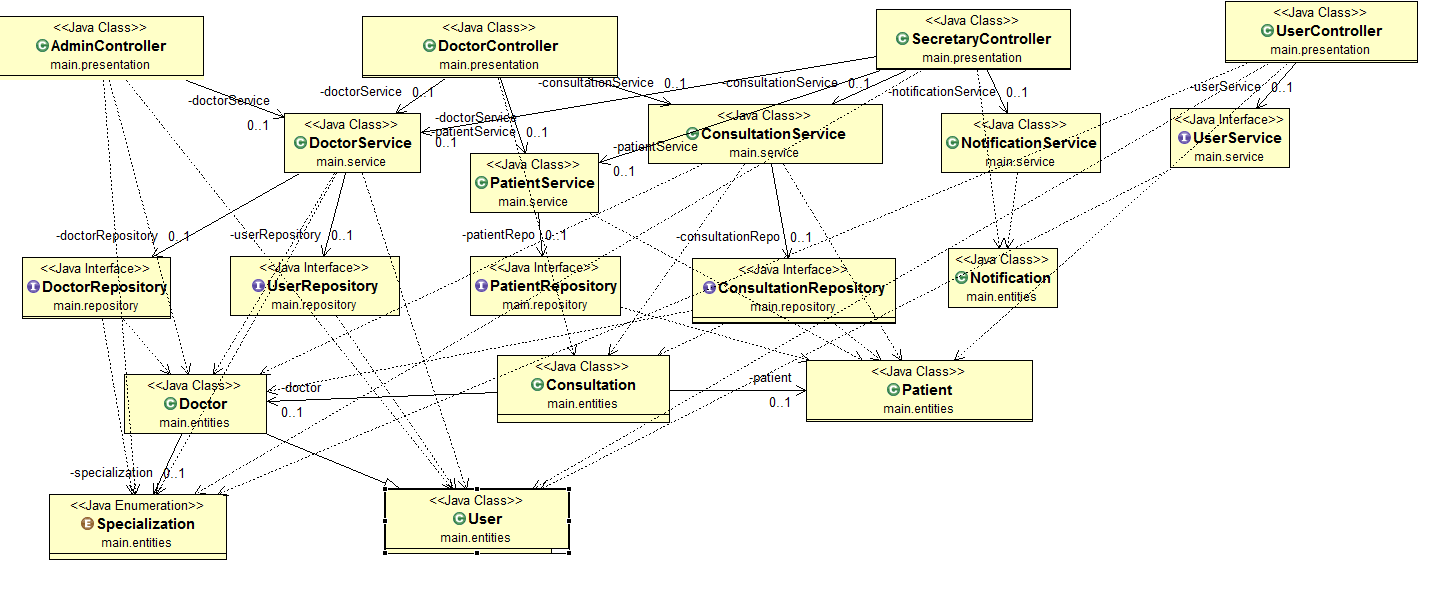 <<Java Class>>
AdminController
main.presentation
<<Java Class>>
DoctorController
main.presentation
<<Java Class>>
SecretaryController
main.presentation
<<Java Class>>
UserController
main.presentation
-doctorService
0..1
-doctorService
0..1
-consultationService
0..1
-consultationService
0..1
-notificationService
0..1
-userService
0..1
-doctorService
0..1
-patientService
0..1
-patientService
0..1
<<Java Class>>
DoctorService
main.service
<<Java Class>>
PatientService
main.service
<<Java Class>>
ConsultationService
main.service
<<Java Class>>
NotificationService
main.service
<<Java Interface>>
UserService
main.service
-doctorRepository
0..1
-userRepository
0..1
-patientRepo
0..1
-consultationRepo
0..1
<<Java Interface>>
DoctorRepository
main.repository
<<Java Interface>>
UserRepository
main.repository
<<Java Interface>>
PatientRepository
main.repository
<<Java Interface>>
ConsultationRepository
main.repository
<<Java Class>>
Notification
main.entities
<<Java Class>>
Doctor
main.entities
-doctor
0..1
<<Java Class>>
Consultation
main.entities
-patient
0..1
<<Java Class>>
Patient
main.entities
-specialization
0..1
<<Java Enumeration>>
Specialization
main.entities
<<Java Class>>
User
main.entities